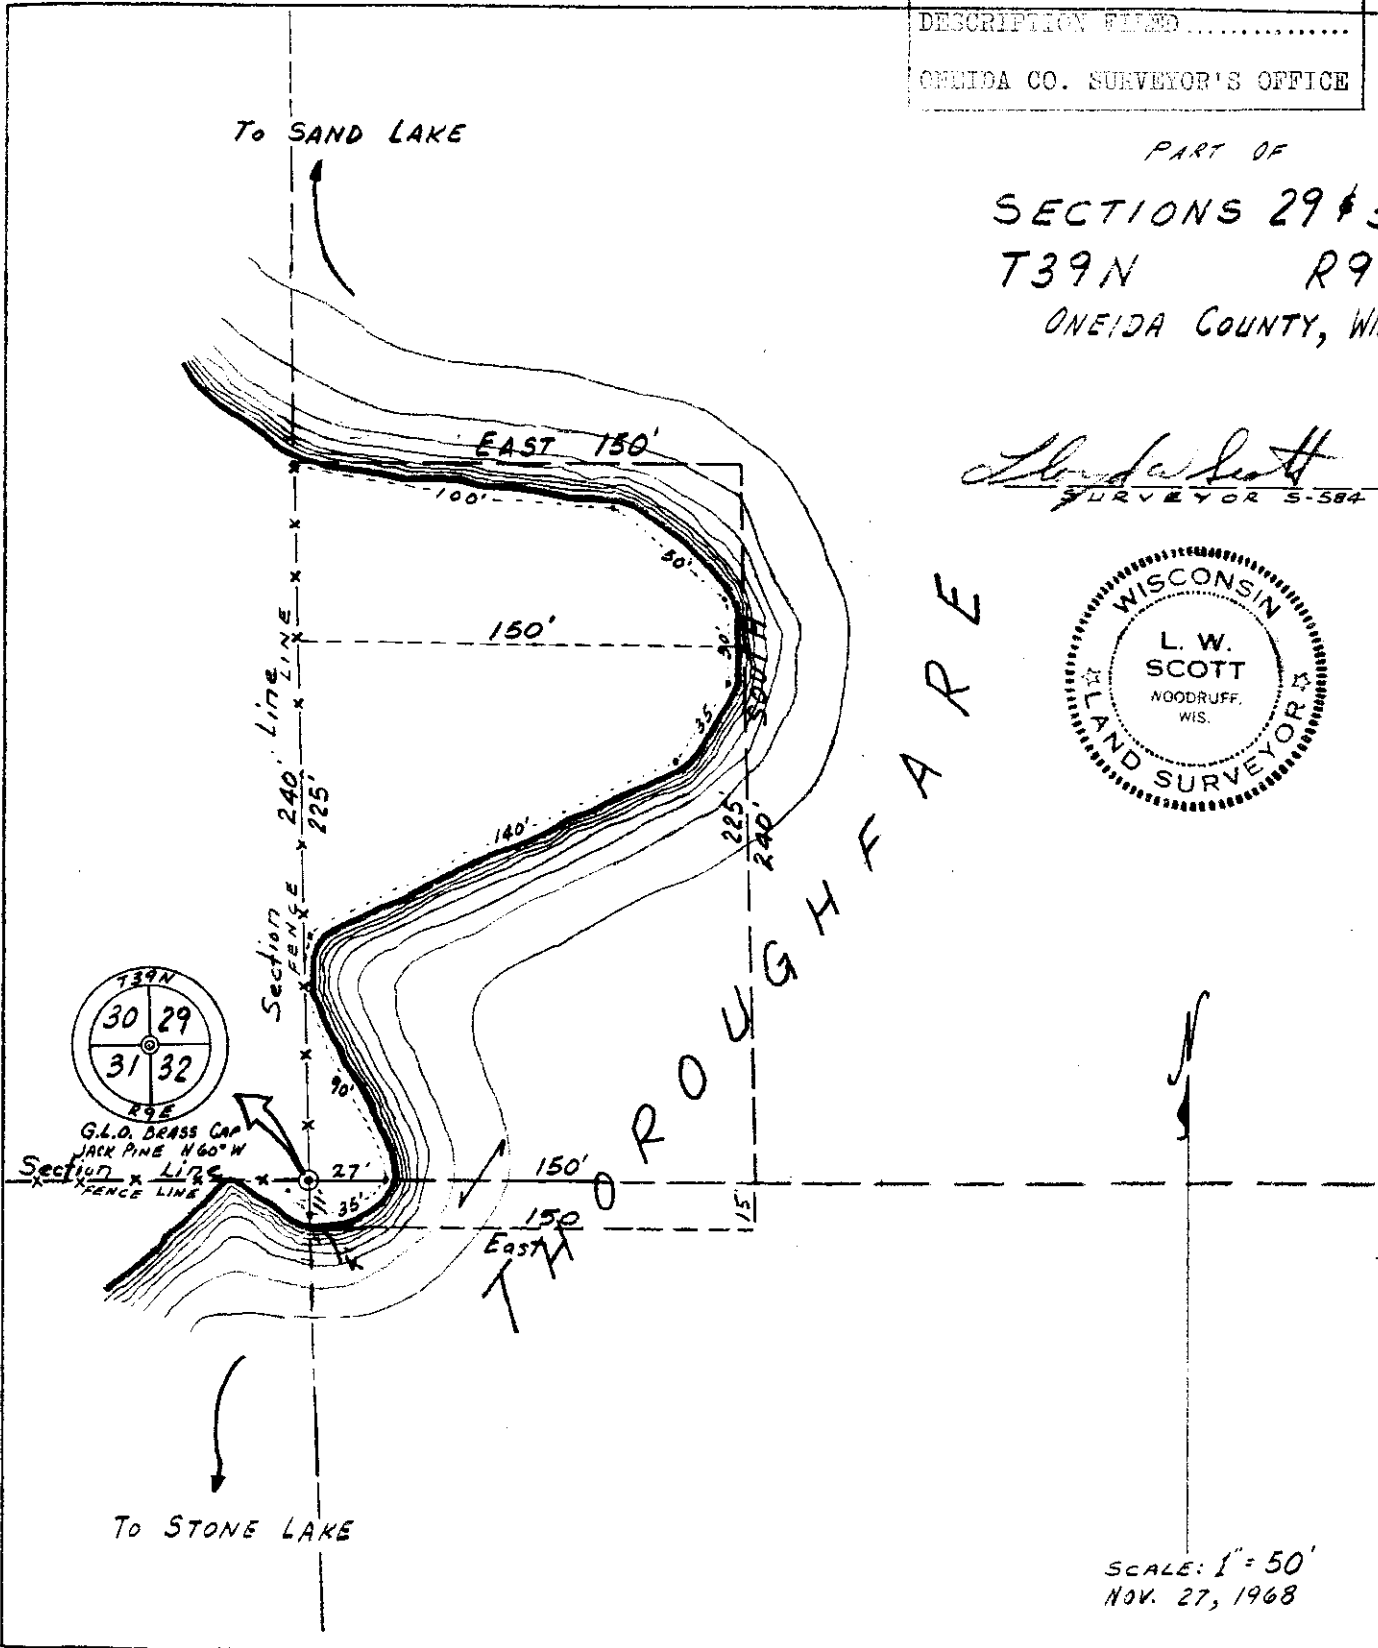 DESCRIPTION FILED...............
ONEIDA CO. SURVEYOR'S OFFICE
To SAND LAKE
PART OF
SECTIONS 29 &
T39N R9
ONEIDA COUNTY,
SURVEYOR S-584
WISCONSIN
L. W.
SCOTT
WOODRUFF,
WIS.
LAND SURVEYOR
EAST 150'
100'
50'
150'
30'
SOUTH
35'
Section Line
FENCE LINE
240'
225'
225'
240'
140'
THOROUGHFARE
T39N
30 29
31 32
R9E
G.L.O. BRASS CAP
JACK PINE N60°W
90'
N
Section Line
FENCE LINE
27'
150'
11'
35'
15'
150
East
To STONE LAKE
SCALE: 1" = 50'
NOV. 27, 1968